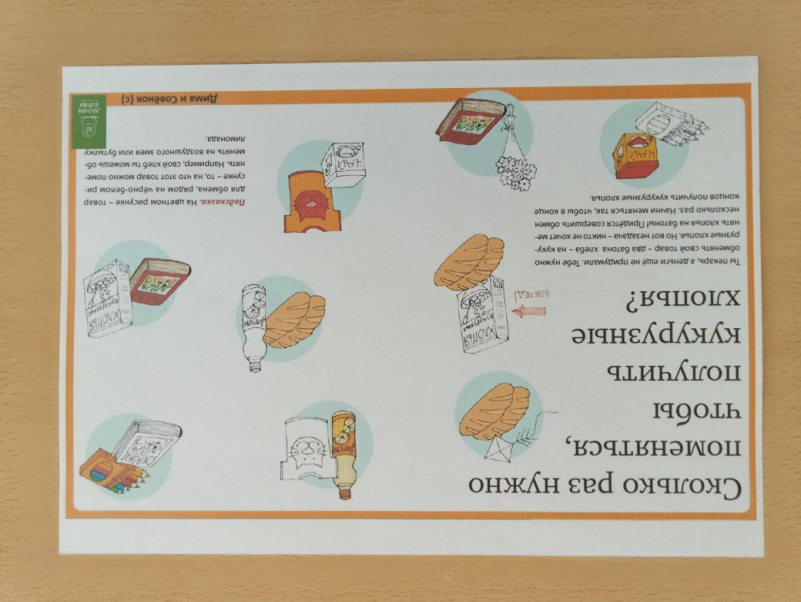 Сколько раз нужно
поменяться,
чтобы
получить
кукурузные
хлопья?
Ты пекарь, а деньги ещё не придумали. Тебе нужно
обменять свой товар – два батона хлеба – на куку-
рузные хлопья. Но вот незадача – никто не хочет ме-
нять хлопья на батоны! Придётся совершить обмен
несколько раз. Начни меняться так, чтобы в конце
концов получить кукурузные хлопья.
ЧАЙ
ХЛОПЬЯ
ЧАЙ
ХЛОПЬЯ
Подсказка. На цветном рисунке – товар
для обмена, рядом на чёрно-белом ри-
сунке – то, на что этот товар можно поме-
нять. Например, свой хлеб ты можешь об-
менять на воздушного змея или бутылку
лимонада.
Дима и Совёнок (с)